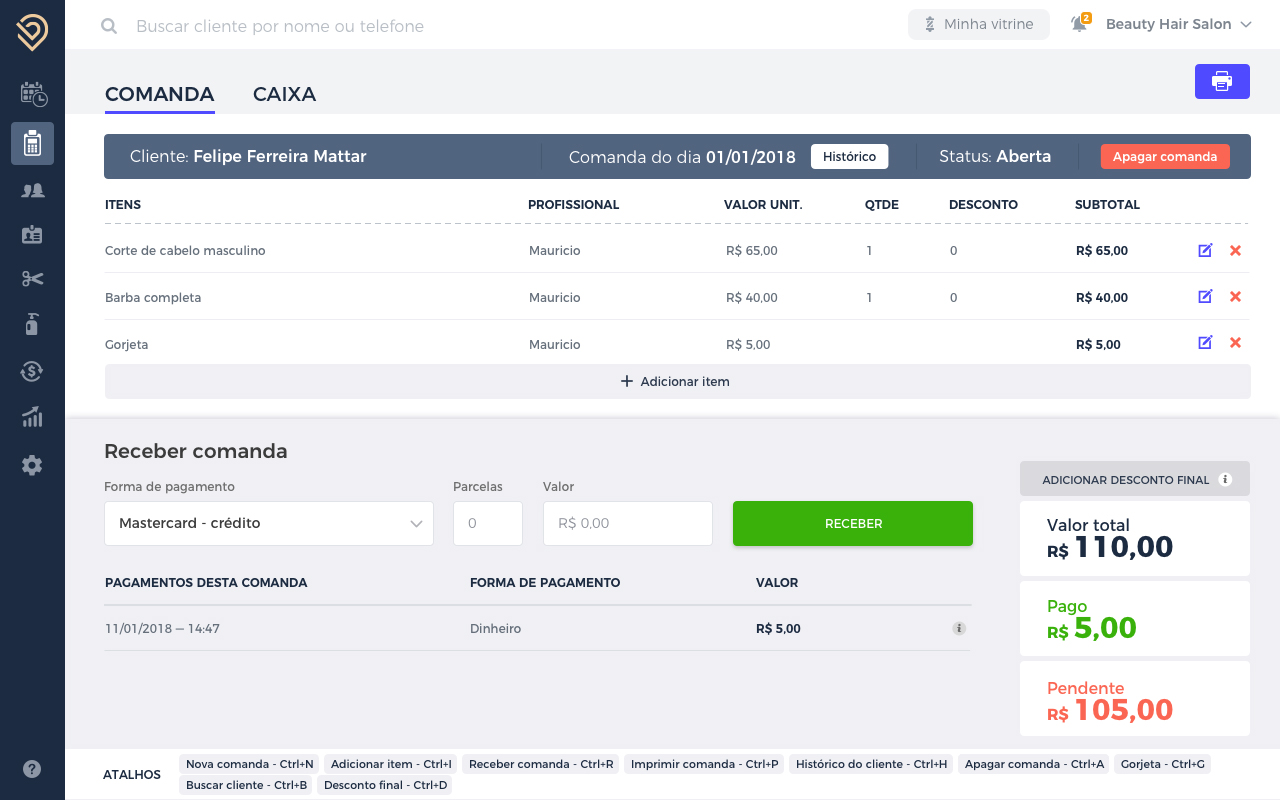 Buscar cliente por nome ou telefone
Minha vitrine
2
Beauty Hair Salon
COMANDA
CAIXA
Cliente: Felipe Ferreira Mattar
Comanda do dia 01/01/2018
Histórico
Status: Aberta
Apagar comanda
ITENS PROFISSIONAL VALOR UNIT. QTDE DESCONTO SUBTOTAL
Corte de cabelo masculino Mauricio R$ 65,00 1 0 R$ 65,00
Barba completa Mauricio R$ 40,00 1 0 R$ 40,00
Gorjeta Mauricio R$ 5,00 R$ 5,00
Adicionar item
Receber comanda
Forma de pagamento Parcelas Valor
Mastercard - crédito 0 R$ 0,00 RECEBER
PAGAMENTOS DESTA COMANDA FORMA DE PAGAMENTO VALOR
11/01/2018 — 14:47 Dinheiro R$ 5,00
ADICIONAR DESCONTO FINAL
Valor total
R$ 110,00
Pago
R$ 5,00
Pendente
R$ 105,00
ATALHOS
Nova comanda - Ctrl+N Adicionar item - Ctrl+I Receber comanda - Ctrl+R Imprimir comanda - Ctrl+P Histórico do cliente - Ctrl+H Apagar comanda - Ctrl+A Gorjeta - Ctrl+G
Buscar cliente - Ctrl+B Desconto final - Ctrl+D